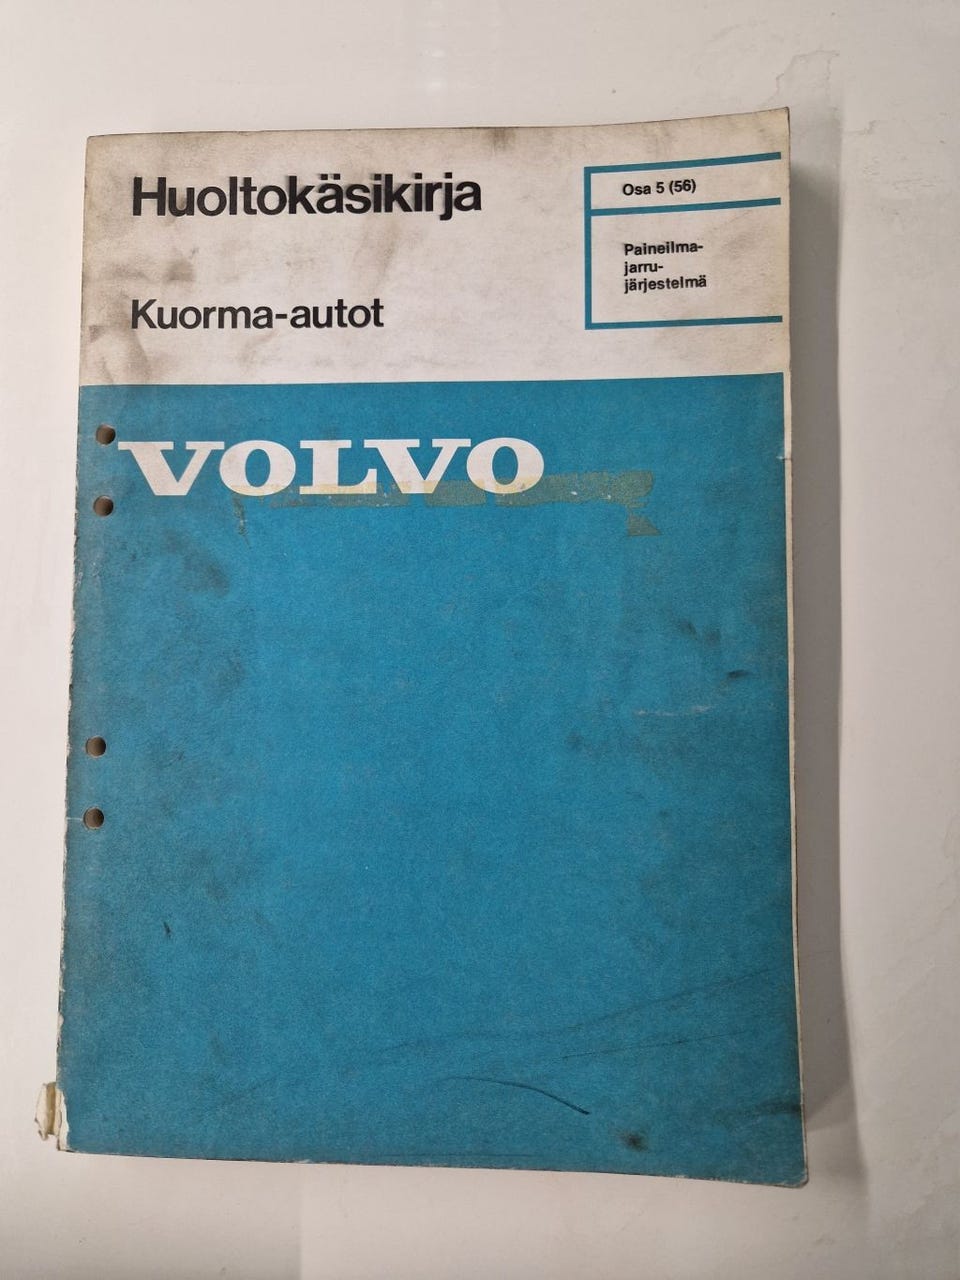 Huoltokäsikirja
Kuorma-autot
Osa 5 (56)
Paineilma-
jarru-
järjestelmä
VOLVO